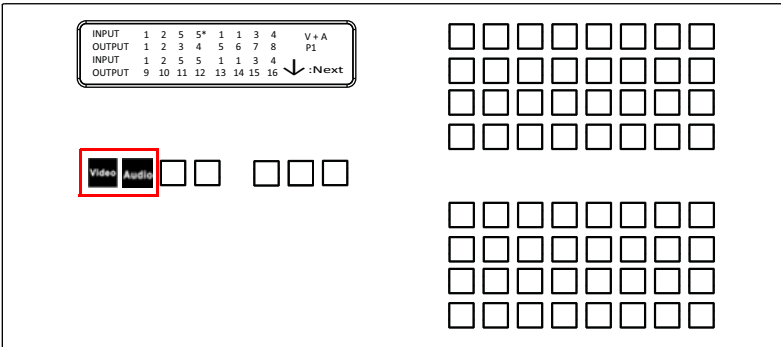 INPUT 1 2 5 5* 1 1 3 4 V + A
OUTPUT 1 2 3 4 5 6 7 8 P1
INPUT 1 2 5 5 1 1 3 4
OUTPUT 9 10 11 12 13 14 15 16 :Next
Video Audio